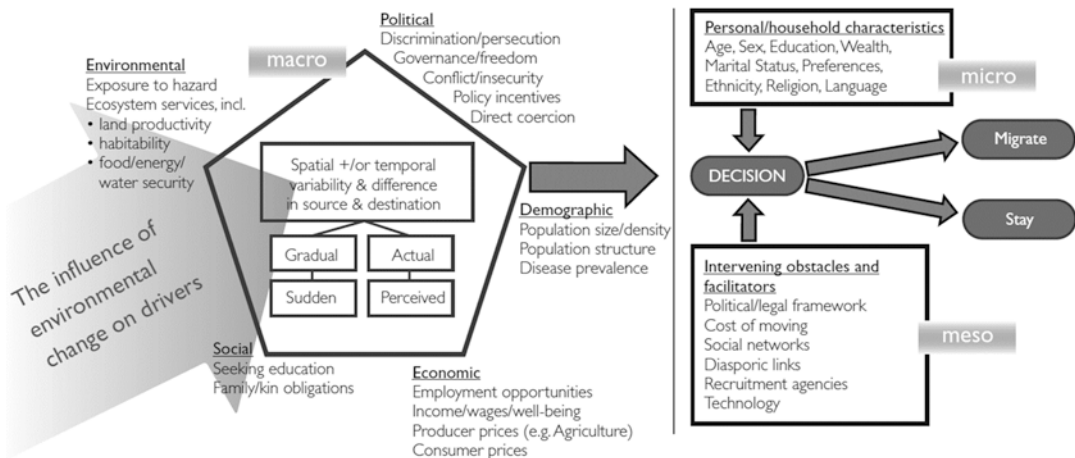 Political
Discrimination/persecution
Governance/freedom
Conflict/insecurity
Policy incentives
Direct coercion
macro
Environmental
Exposure to hazard
Ecosystem services, incl.
• land productivity
• habitability
• food/energy/
water security
Spatial +/or temporal
variability & difference
in source & destination
Gradual
Actual
Sudden
Perceived
The influence of
environmental
change on drivers
Demographic
Population size/density
Population structure
Disease prevalence
Social
Seeking education
Family/kin obligations
Economic
Employment opportunities
Income/wages/well-being
Producer prices (e.g. Agriculture)
Consumer prices
Personal/household characteristics
Age, Sex, Education, Wealth,
Marital Status, Preferences,
Ethnicity, Religion, Language
micro
DECISION
Migrate
Stay
Intervening obstacles and
facilitators
Political/legal framework
Cost of moving
Social networks
Diasporic links
Recruitment agencies
Technology
meso